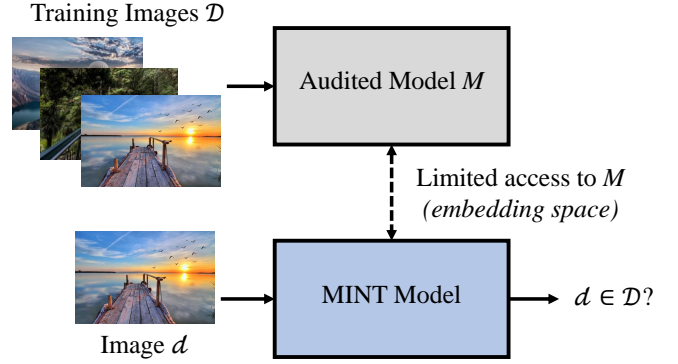 Training Images 𝒟
Audited Model M
Limited access to M
(embedding space)
MINT Model
d ∈ 𝒟?
Image d